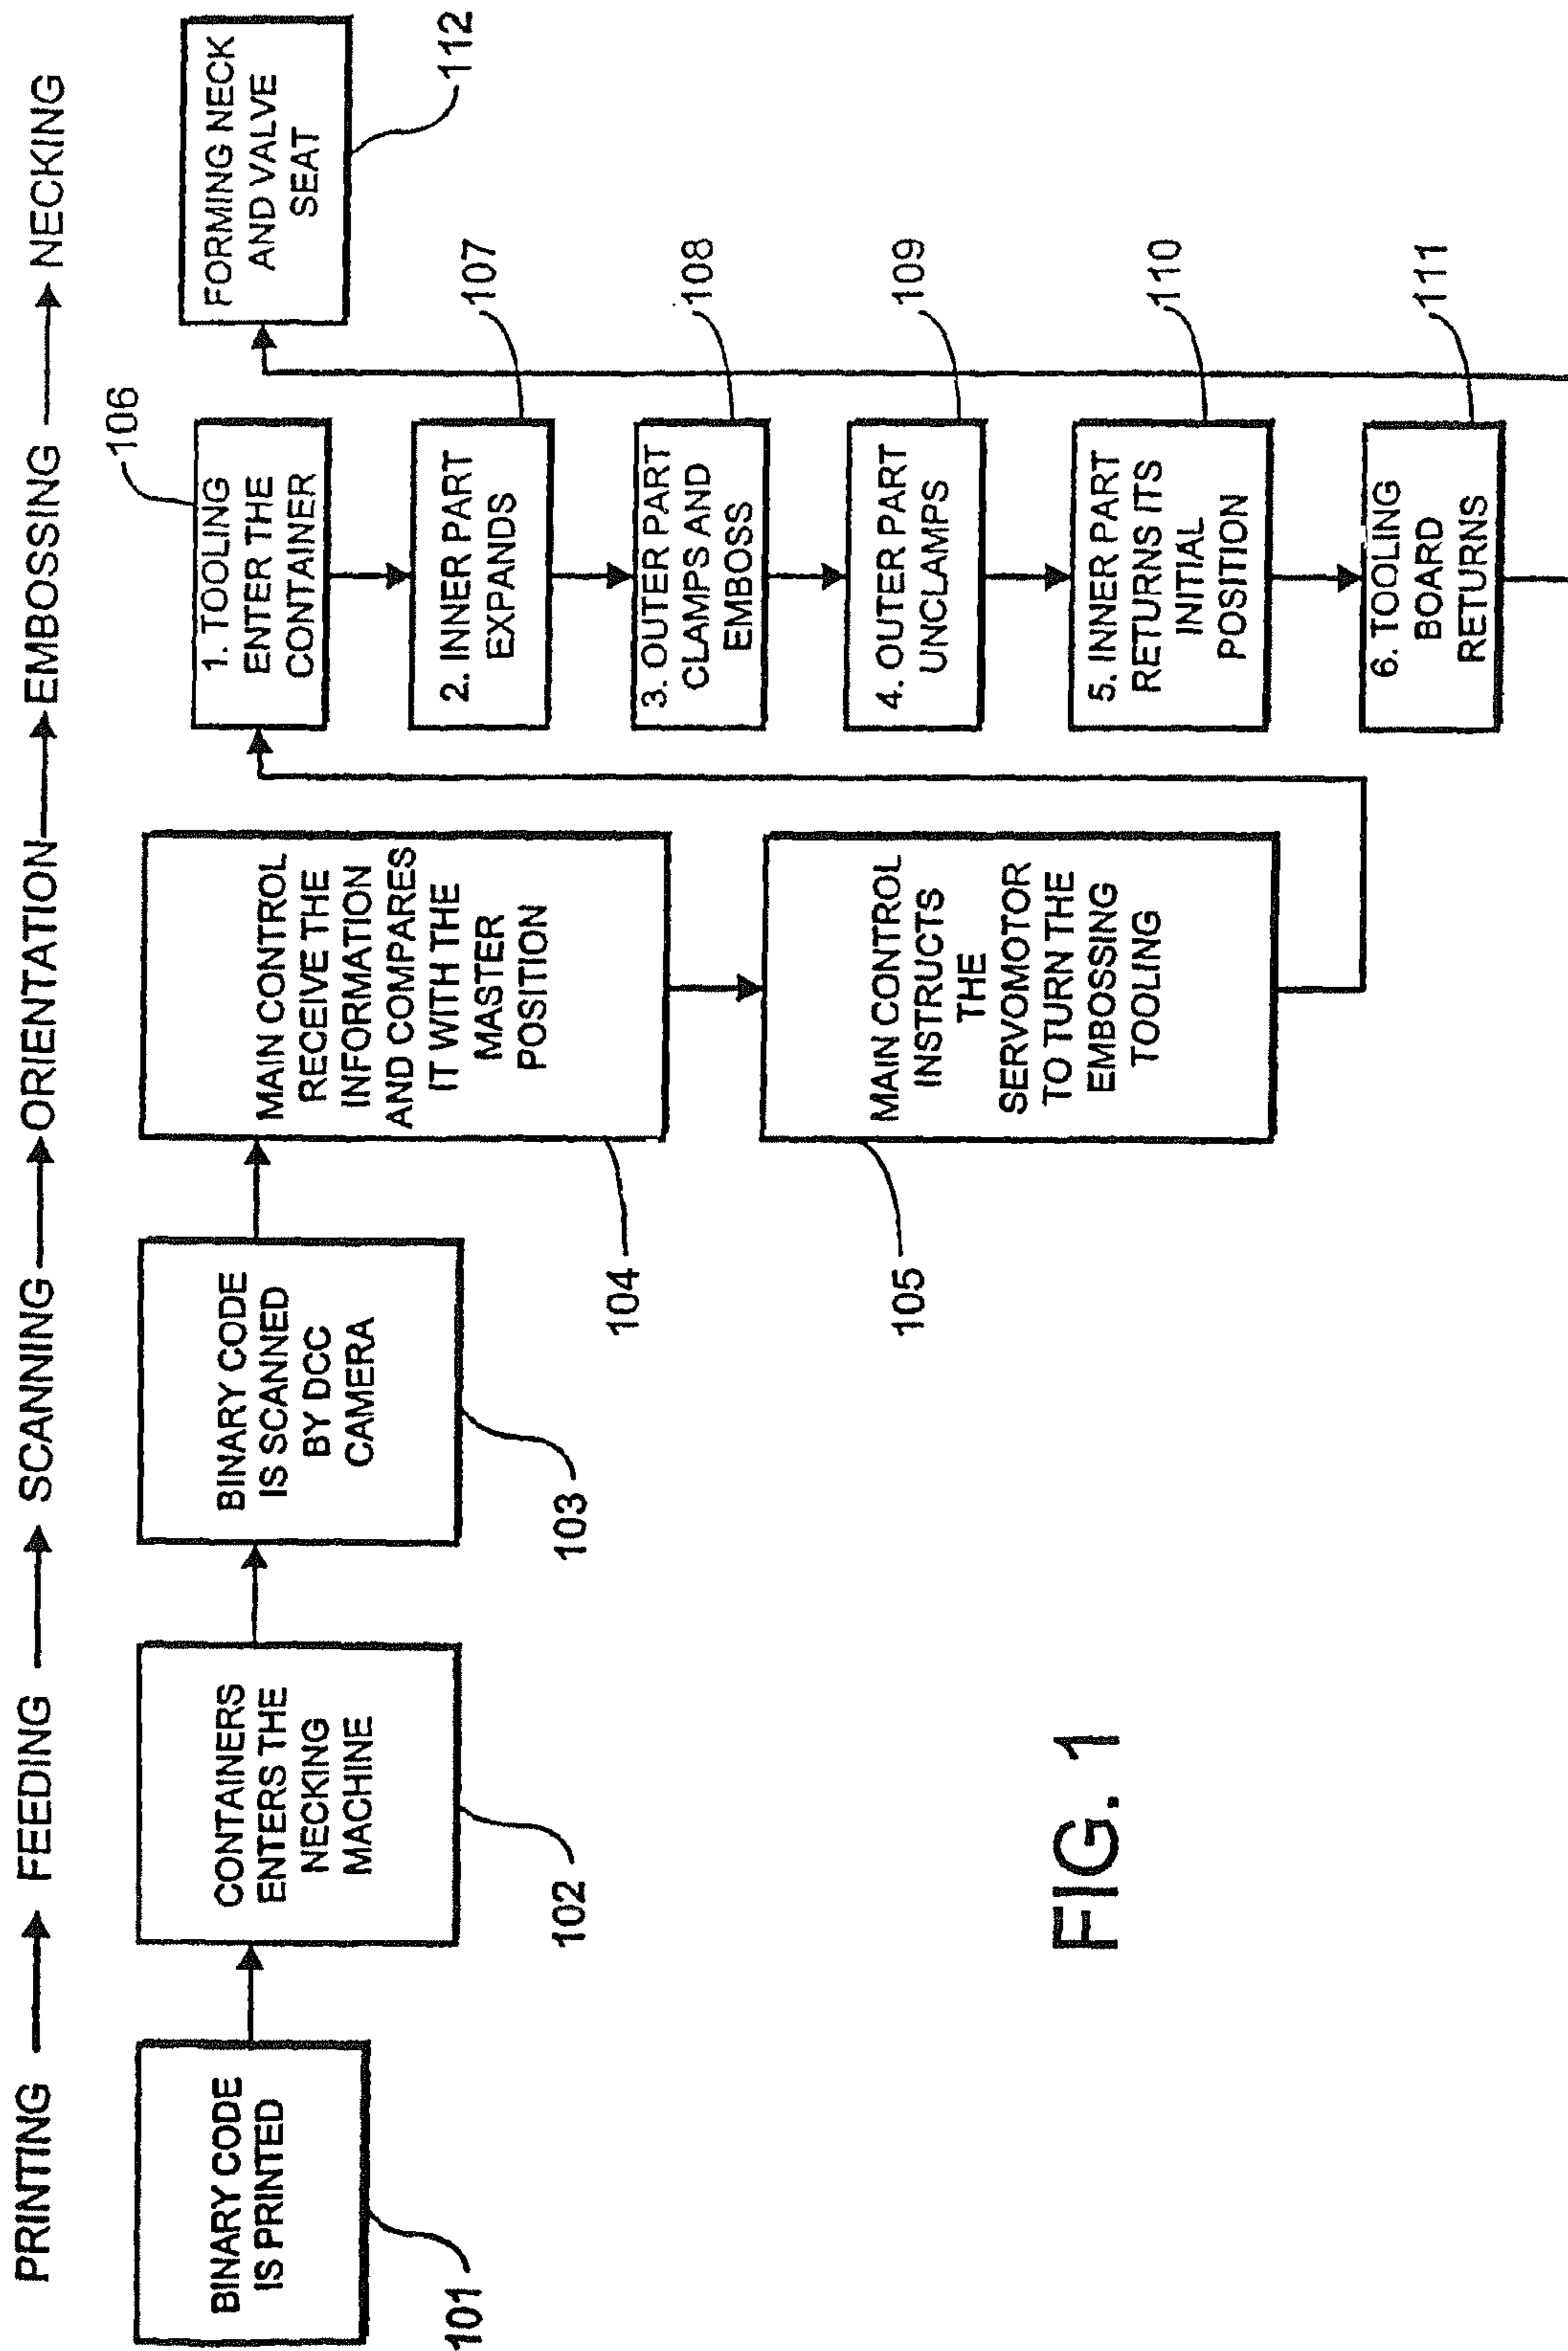 PRINTING FEEDING SCANNING ORIENTATION EMBOSSING NECKING
BINARY CODE
IS PRINTED
101
CONTAINERS
ENTERS THE
NECKING
MACHINE
102
BINARY CODE
IS SCANNED
BY DCC
CAMERA
103
MAIN CONTROL
RECEIVE THE
INFORMATION
AND COMPARES
IT WITH THE
MASTER
POSITION
104
MAIN CONTROL
INSTRUCTS
THE
SERVOMOTOR
TO TURN THE
EMBOSSING
TOOLING
105
106
1. TOOLING
ENTER THE
CONTAINER
2. INNER PART
EXPANDS
107
3. OUTER PART
CLAMPS AND
EMBOSS
108
4. OUTER PART
UNCLAMPS
109
5. INNER PART
RETURNS ITS
INITIAL
POSITION
110
6. TOOLING
BOARD
RETURNS
111
FORMING NECK
AND VALVE
SEAT
112
FIG. 1